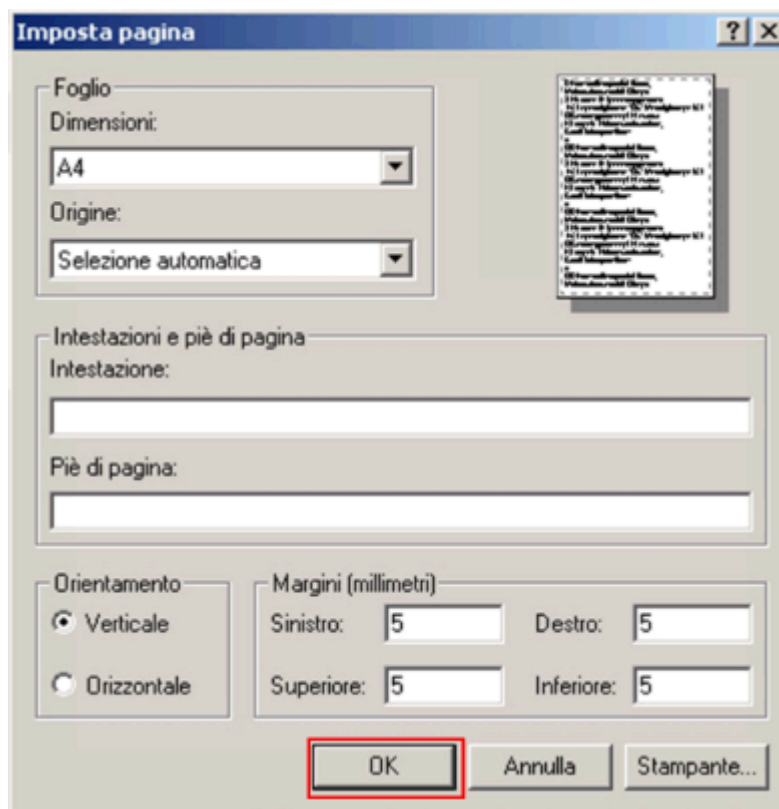 Imposta pagina
Foglio
Dimensioni:
A4
Origine:
Selezione automatica
Intestazioni e piè di pagina
Intestazione:
Piè di pagina:
Orientamento
Verticale
Orizzontale
Margini (millimetri)
Sinistro: 5 Destro: 5
Superiore: 5 Inferiore: 5
OK Annulla Stampante...